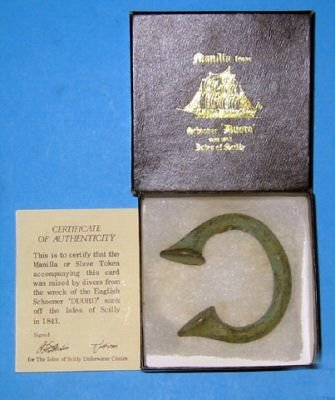 Manilla from
Schooner "Duoro"
Isles of Scilly
CERTIFICATE
OF AUTHENTICITY
This is to certify that the
Manilla or Slave Token
accompanying this card
was raised by divers from
the wreck of the English
Schooner "DUORO" sunk
off the Isles of Scilly
in 1843.
Signed
for The Isles of Scilly Underwater Centre